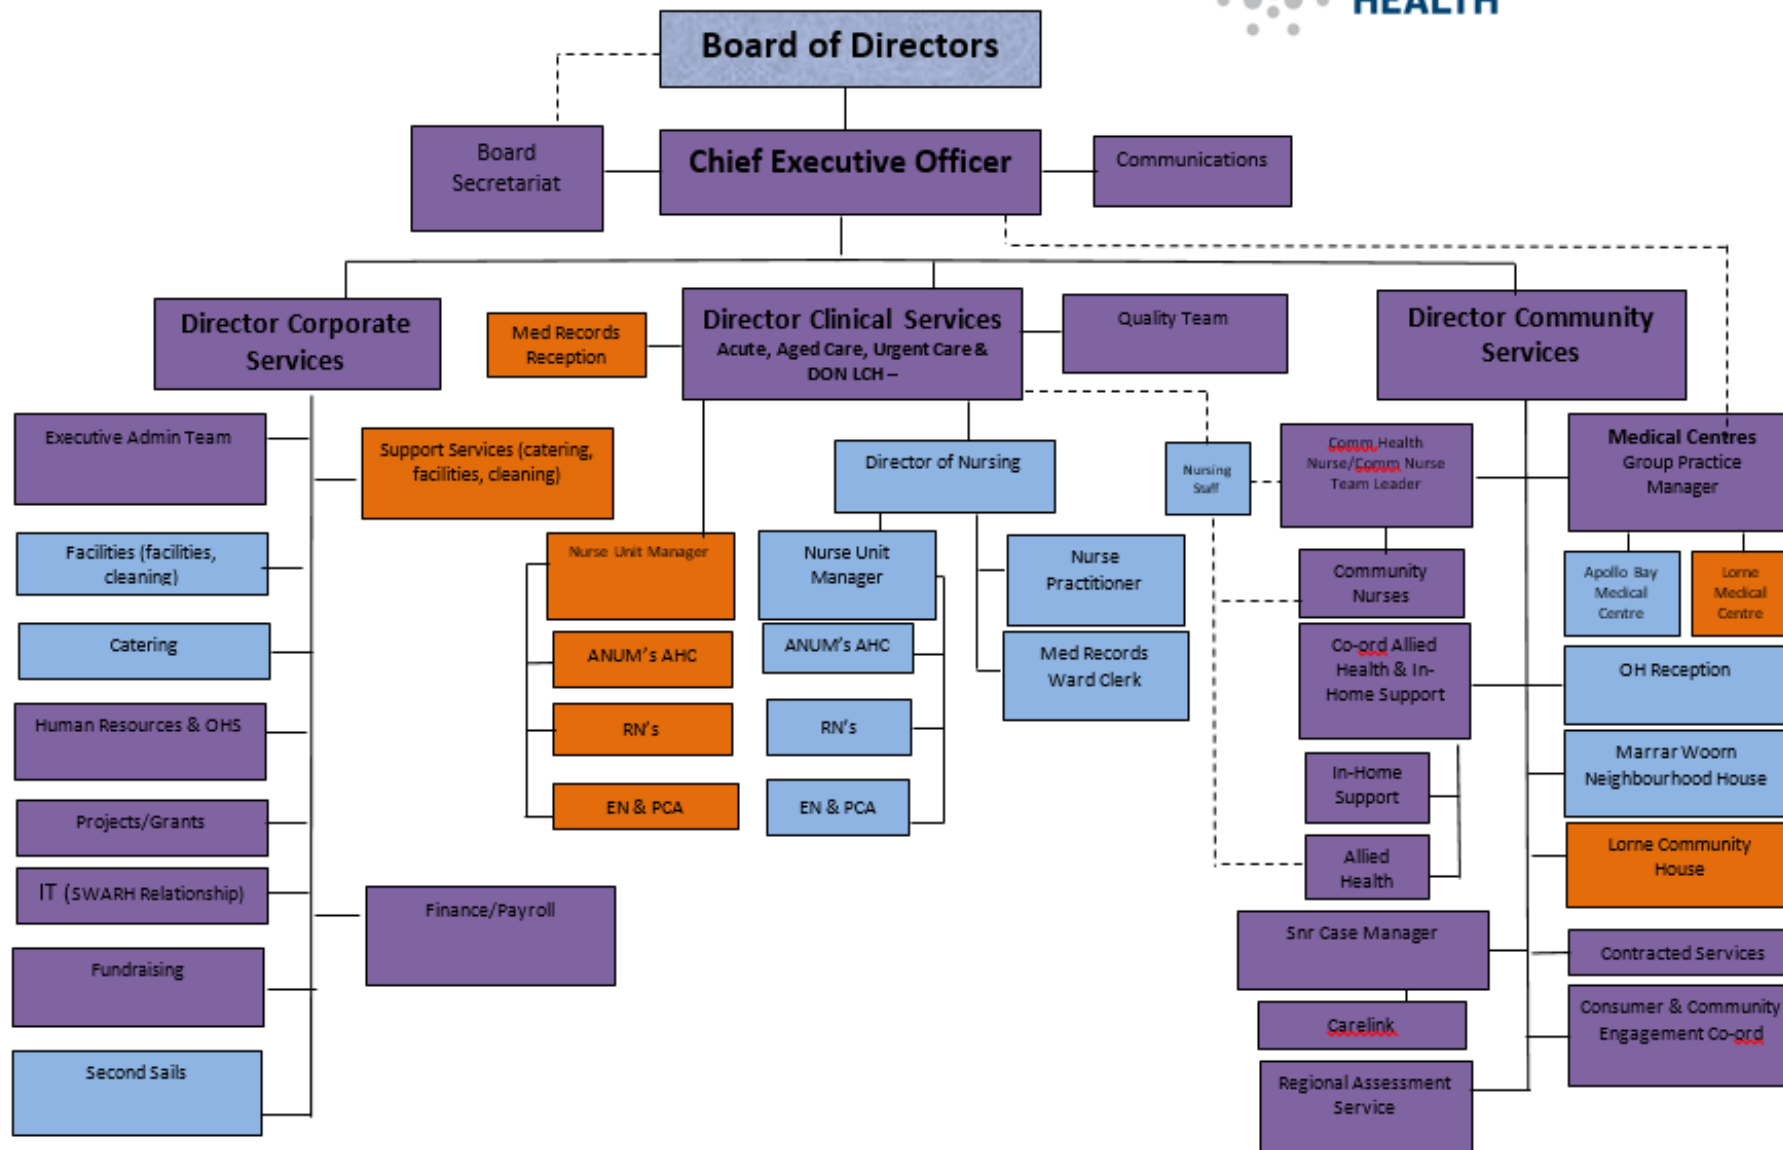 HEALTH
Board of Directors
Board
Secretariat
Chief Executive Officer
Communications
Director Corporate
Services
Med Records
Reception
Director Clinical Services
Acute, Aged Care, Urgent Care &
DON LCH –
Quality Team
Director Community
Services
Executive Admin Team
Support Services (catering,
facilities, cleaning)
Facilities (facilities,
cleaning)
Catering
Human Resources & OHS
Projects/Grants
IT (SWARH Relationship)
Finance/Payroll
Fundraising
Second Sails
Director of Nursing
Nurse Unit Manager
ANUM's AHC
RN's
EN & PCA
Nurse Unit
Manager
ANUM's AHC
RN's
EN & PCA
Nurse
Practitioner
Med Records
Ward Clerk
Nursing
Staff
Comm Health
Nurse/Comm Nurse
Team Leader
Community
Nurses
Co-ord Allied
Health & In-
Home Support
In-Home
Support
Allied
Health
Snr Case Manager
Carelink
Regional Assessment
Service
Medical Centres
Group Practice
Manager
Apollo Bay
Medical
Centre
Lorne
Medical
Centre
OH Reception
Marrar Woorn
Neighbourhood House
Lorne Community
House
Contracted Services
Consumer & Community
Engagement Co-ord